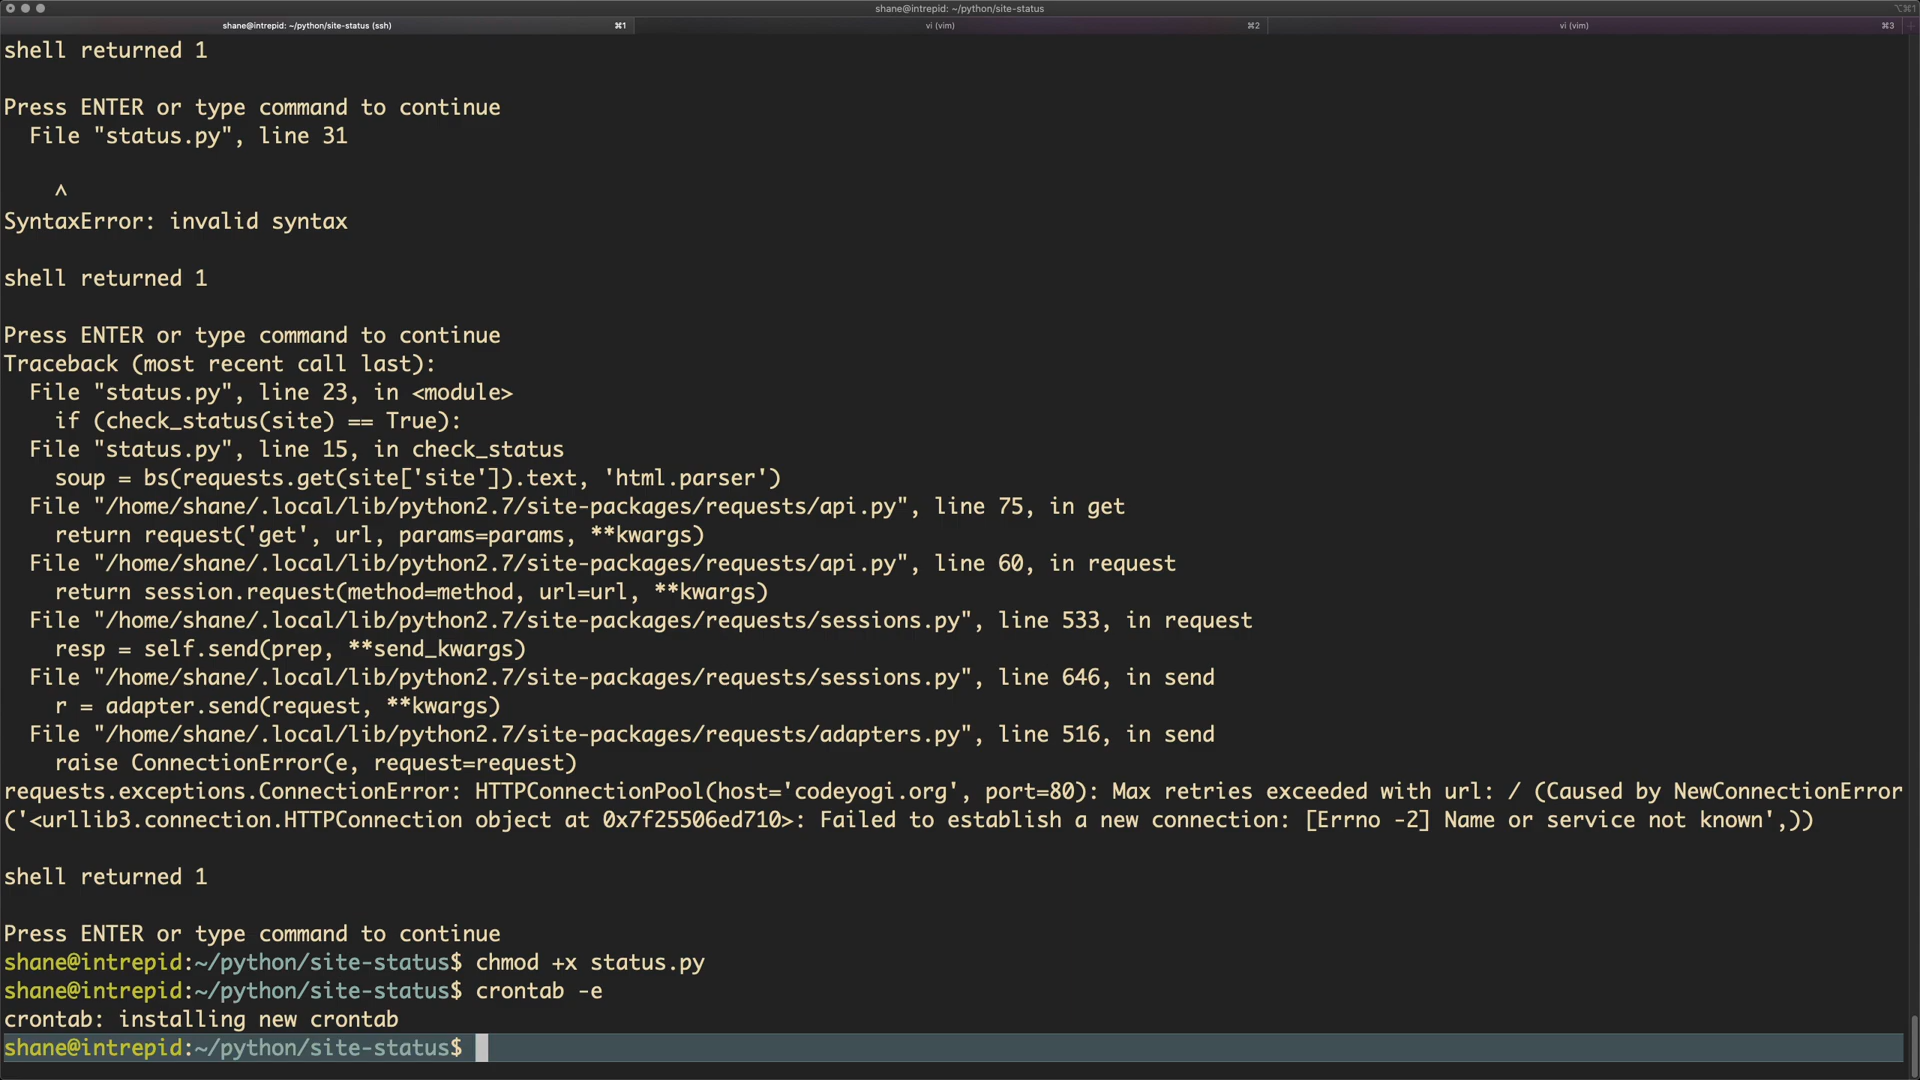 shane@intrepid: ~/python/site-status
⌥⌘1
shane@intrepid: ~/python/site-status (ssh) ⌘1 vi (vim) ⌘2 vi (vim) ⌘3
shell returned 1
Press ENTER or type command to continue
File "status.py", line 31
^
SyntaxError: invalid syntax
shell returned 1
Press ENTER or type command to continue
Traceback (most recent call last):
File "status.py", line 23, in <module>
if (check_status(site) == True):
File "status.py", line 15, in check_status
soup = bs(requests.get(site['site']).text, 'html.parser')
File "/home/shane/.local/lib/python2.7/site-packages/requests/api.py", line 75, in get
return request('get', url, params=params, **kwargs)
File "/home/shane/.local/lib/python2.7/site-packages/requests/api.py", line 60, in request
return session.request(method=method, url=url, **kwargs)
File "/home/shane/.local/lib/python2.7/site-packages/requests/sessions.py", line 533, in request
resp = self.send(prep, **send_kwargs)
File "/home/shane/.local/lib/python2.7/site-packages/requests/sessions.py", line 646, in send
r = adapter.send(request, **kwargs)
File "/home/shane/.local/lib/python2.7/site-packages/requests/adapters.py", line 516, in send
raise ConnectionError(e, request=request)
requests.exceptions.ConnectionError: HTTPConnectionPool(host='codeyogi.org', port=80): Max retries exceeded with url: / (Caused by NewConnectionError
('<urllib3.connection.HTTPConnection object at 0x7f25506ed710>: Failed to establish a new connection: [Errno -2] Name or service not known',))
shell returned 1
Press ENTER or type command to continue
shane@intrepid:~/python/site-status$ chmod +x status.py
shane@intrepid:~/python/site-status$ crontab -e
crontab: installing new crontab
shane@intrepid:~/python/site-status$